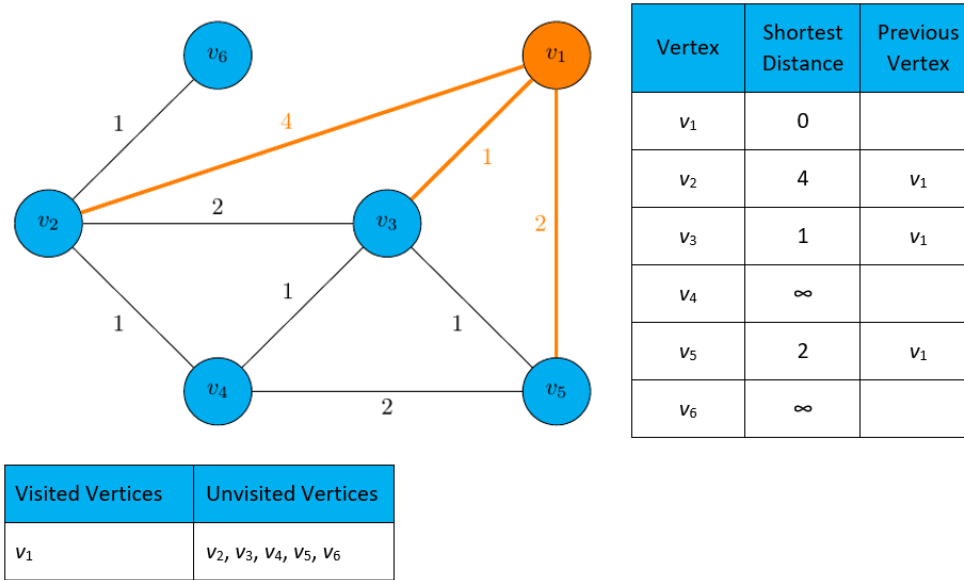 v6
v1
1
4
1
2
v2
2
v3
1
1
1
v4
2
v5
Vertex Shortest Distance Previous Vertex
v1 0
v2 4 v1
v3 1 v1
v4 ∞
v5 2 v1
v6 ∞
Visited Vertices Unvisited Vertices
v1 v2, v3, v4, v5, v6